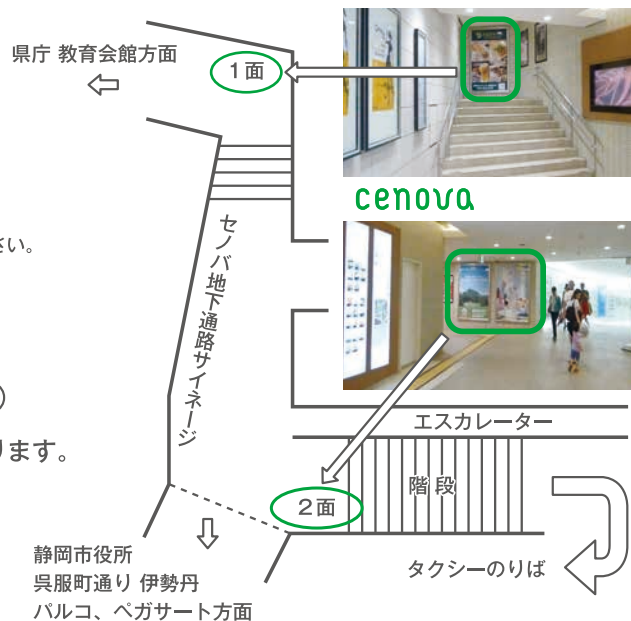 県庁 教育会館方面
1面
cenova
さい。
セノバ地下通路サイネージ
ります。
エスカレーター
階段
2面
タクシーのりば
静岡市役所
呉服町通り 伊勢丹
パルコ、ペガサート方面